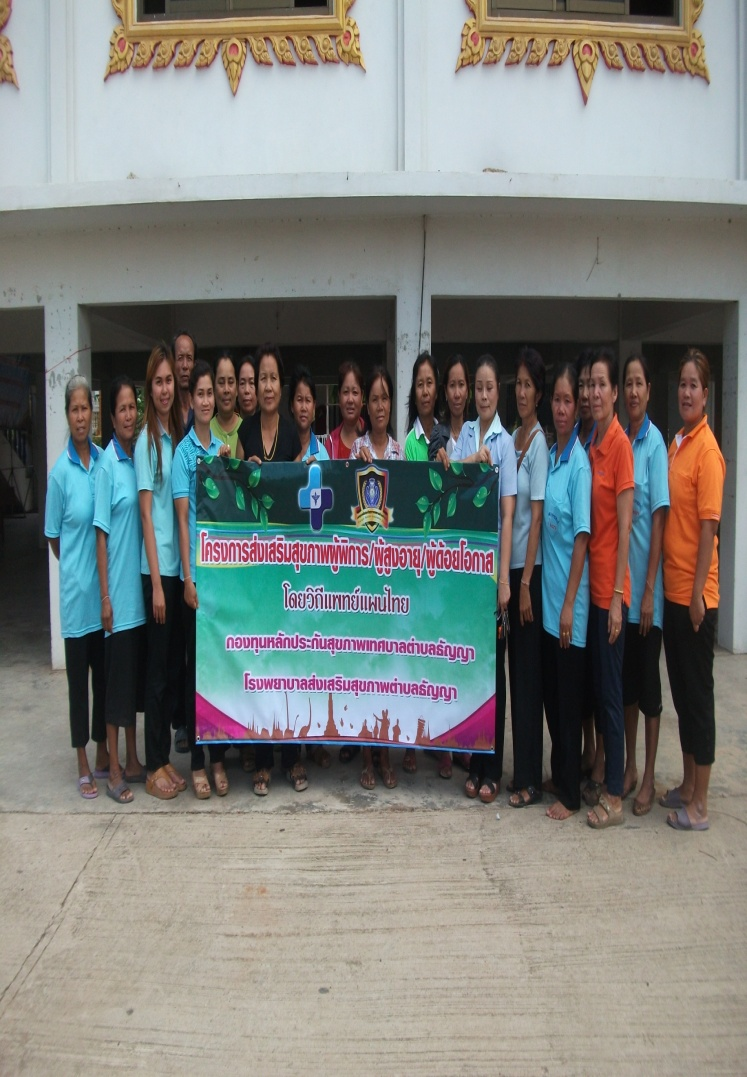 โครงการส่งเสริมสุขภาพผู้พิการ/ผู้สูงอายุ/ผู้ด้อยโอกาส
โดยวิถีแพทย์แผนไทย
กองทุนหลักประกันสุขภาพเทศบาลตำบลธัญญา
โรงพยาบาลส่งเสริมสุขภาพตำบลธัญญา